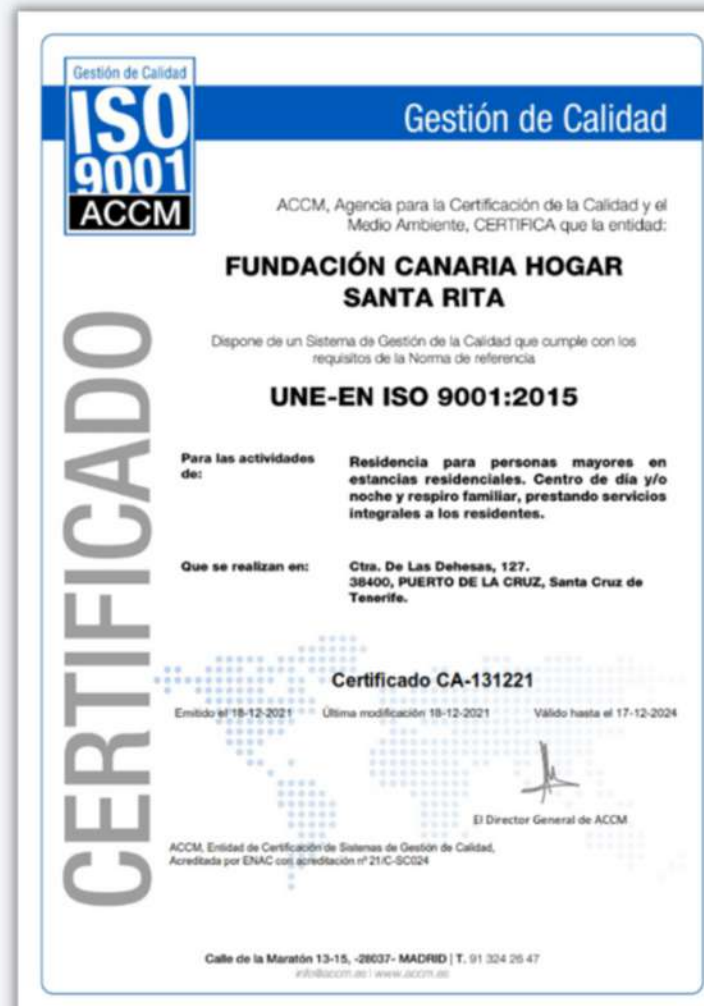 Gestión de Calidad
ISO
9001
ACCM
Gestión de Calidad
ACCM, Agencia para la Certificación de la Calidad y el
Medio Ambiente, CERTIFICA que la entidad:
FUNDACIÓN CANARIA HOGAR
SANTA RITA
Dispone de un Sistema de Gestión de la Calidad que cumple con los
requisitos de la Norma de referencia
UNE-EN ISO 9001:2015
CERTIFICADO
Para las actividades
de:
Residencia para personas mayores en
estancias residenciales. Centro de día y/o
noche y respiro familiar, prestando servicios
integrales a los residentes.
Que se realizan en:
Ctra. De Las Dehesas, 127.
38400, PUERTO DE LA CRUZ, Santa Cruz de
Tenerife.
Certificado CA-131221
Emitido el 18-12-2021 Última modificación 18-12-2021 Válido hasta el 17-12-2024
El Director General de ACCM
ACCM, Entidad de Certificación de Sistemas de Gestión de Calidad,
Acreditada por ENAC con acreditación nº 21/C-SC024
Calle de la Maratón 13-15, -28037- MADRID | T. 91 324 26 47
info@accm.es | www.accm.es